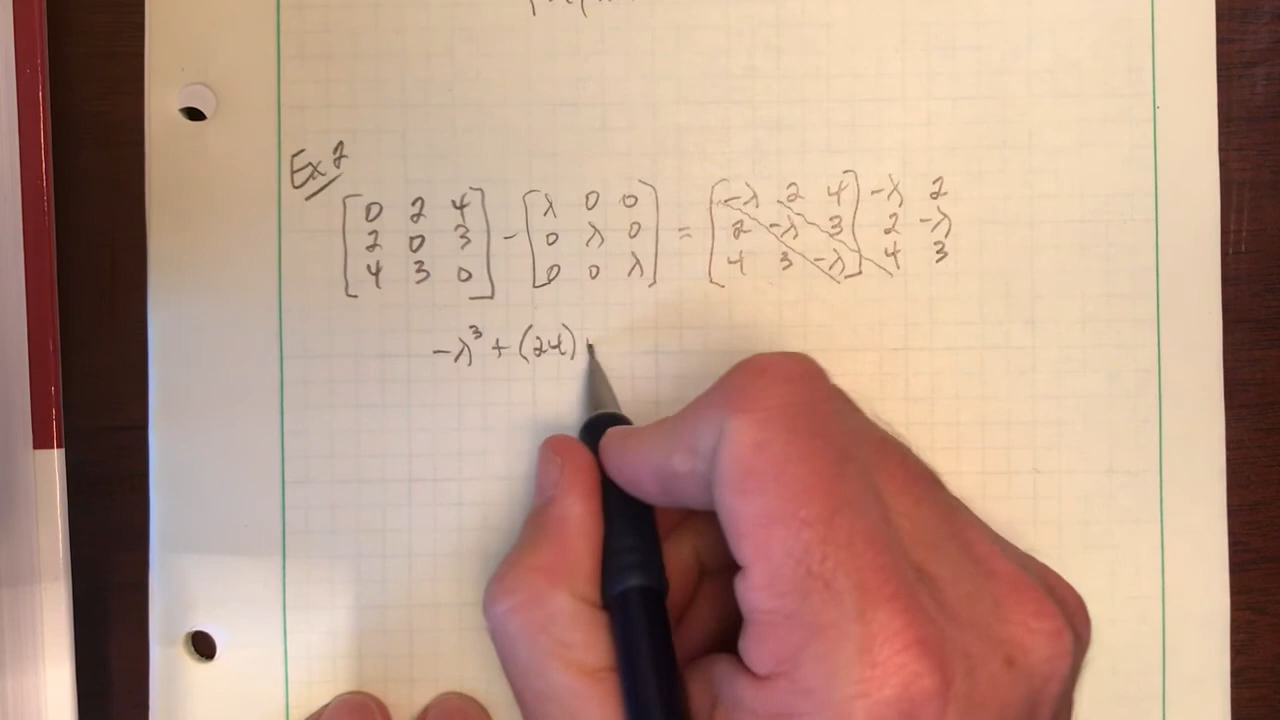 Ex 2
[0 2 4] - [λ 0 0] = [-λ 2 4] -λ 2
[2 0 3] [0 λ 0] [2 -λ 3] 2 -λ
[4 3 0] [0 0 λ] [4 3 -λ] 4 3
-λ³ + (24)